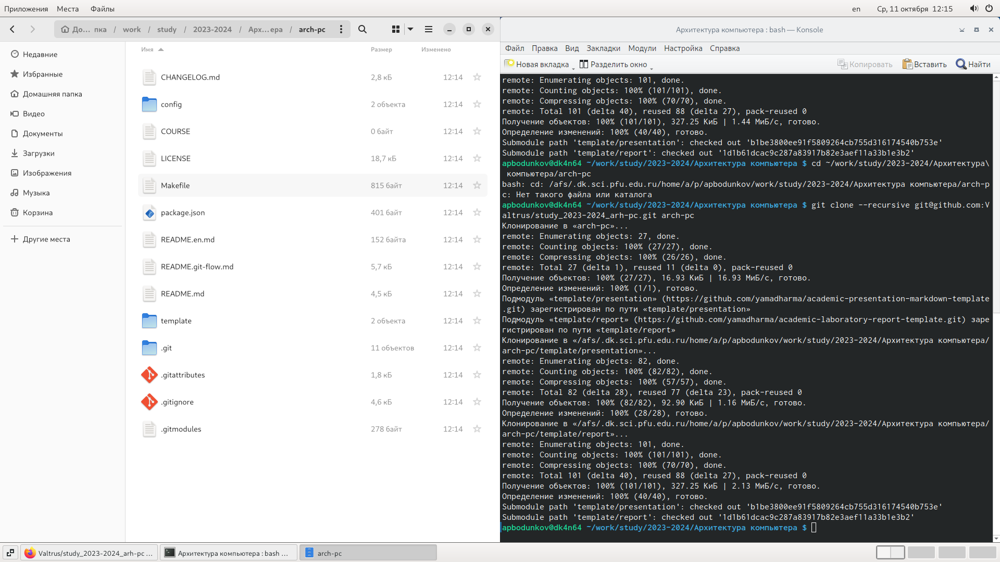 Приложения Места Файлы
en Ср, 11 октября 12:15
До... пка / work / study / 2023-2024 / Арх...ера / arch-pc
Недавние
Избранные
Домашняя папка
Видео
Документы
Загрузки
Изображения
Музыка
Корзина
Другие места
Имя Размер Изменено
CHANGELOG.md 2,8 кБ 12:14
config 2 объекта 12:14
COURSE 0 байт 12:14
LICENSE 18,7 кБ 12:14
Makefile 815 байт 12:14
package.json 401 байт 12:14
README.en.md 152 байта 12:14
README.git-flow.md 5,7 кБ 12:14
README.md 4,5 кБ 12:14
template 2 объекта 12:14
.git 11 объектов 12:14
.gitattributes 1,8 кБ 12:14
.gitignore 4,6 кБ 12:14
.gitmodules 278 байт 12:14
Архитектура компьютера : bash — Konsole
Файл Правка Вид Закладки Модули Настройка Справка
Новая вкладка Разделить окно Копировать Вставить Найти
remote: Enumerating objects: 101, done.
remote: Counting objects: 100% (101/101), done.
remote: Compressing objects: 100% (70/70), done.
remote: Total 101 (delta 40), reused 88 (delta 27), pack-reused 0
Получение объектов: 100% (101/101), 327.25 КиБ | 1.44 МиБ/с, готово.
Определение изменений: 100% (40/40), готово.
Submodule path 'template/presentation': checked out 'b1be3800ee91f5809264cb755d316174540b753e'
Submodule path 'template/report': checked out '1d1b61dcac9c287a83917b82e3aef11a33b1e3b2'
apbodunkov@dk4n64 ~/work/study/2023-2024/Архитектура компьютера $ cd ~/work/study/2023-2024/Архитектура\
 компьютера/arch-pc
bash: cd: /afs/.dk.sci.pfu.edu.ru/home/a/p/apbodunkov/work/study/2023-2024/Архитектура компьютера/arch-p
c: Нет такого файла или каталога
apbodunkov@dk4n64 ~/work/study/2023-2024/Архитектура компьютера $ git clone --recursive git@github.com:V
altrus/study_2023-2024_arh-pc.git arch-pc
Клонирование в «arch-pc»...
remote: Enumerating objects: 27, done.
remote: Counting objects: 100% (27/27), done.
remote: Compressing objects: 100% (26/26), done.
remote: Total 27 (delta 1), reused 11 (delta 0), pack-reused 0
Получение объектов: 100% (27/27), 16.93 КиБ | 16.93 МиБ/с, готово.
Определение изменений: 100% (1/1), готово.
Подмодуль «template/presentation» (https://github.com/yamadharma/academic-presentation-markdown-template
.git) зарегистрирован по пути «template/presentation»
Подмодуль «template/report» (https://github.com/yamadharma/academic-laboratory-report-template.git) заре
гистрирован по пути «template/report»
Клонирование в «/afs/.dk.sci.pfu.edu.ru/home/a/p/apbodunkov/work/study/2023-2024/Архитектура компьютера/
arch-pc/template/presentation»...
remote: Enumerating objects: 82, done.
remote: Counting objects: 100% (82/82), done.
remote: Compressing objects: 100% (57/57), done.
remote: Total 82 (delta 28), reused 77 (delta 23), pack-reused 0
Получение объектов: 100% (82/82), 92.90 КиБ | 1.16 МиБ/с, готово.
Определение изменений: 100% (28/28), готово.
Клонирование в «/afs/.dk.sci.pfu.edu.ru/home/a/p/apbodunkov/work/study/2023-2024/Архитектура компьютера/
arch-pc/template/report»...
remote: Enumerating objects: 101, done.
remote: Counting objects: 100% (101/101), done.
remote: Compressing objects: 100% (70/70), done.
remote: Total 101 (delta 40), reused 88 (delta 27), pack-reused 0
Получение объектов: 100% (101/101), 327.25 КиБ | 2.13 МиБ/с, готово.
Определение изменений: 100% (40/40), готово.
Submodule path 'template/presentation': checked out 'b1be3800ee91f5809264cb755d316174540b753e'
Submodule path 'template/report': checked out '1d1b61dcac9c287a83917b82e3aef11a33b1e3b2'
apbodunkov@dk4n64 ~/work/study/2023-2024/Архитектура компьютера $
Valtrus/study_2023-2024_arh-pc ... Архитектура компьютера : bash ... arch-pc